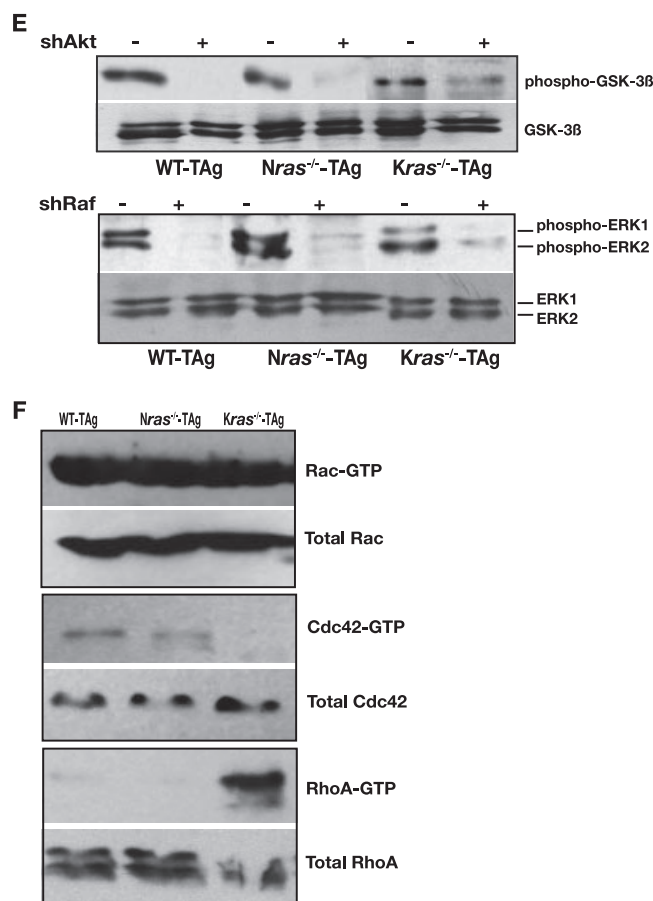 E
shAkt - + - + - +
phospho-GSK-3ß
GSK-3ß
WT-TAg Nras-/--TAg Kras-/--TAg
shRaf - + - + - +
phospho-ERK1
phospho-ERK2
ERK1
ERK2
WT-TAg Nras-/--TAg Kras-/--TAg
F
WT-TAg Nras-/--TAg Kras-/--TAg
Rac-GTP
Total Rac
Cdc42-GTP
Total Cdc42
RhoA-GTP
Total RhoA